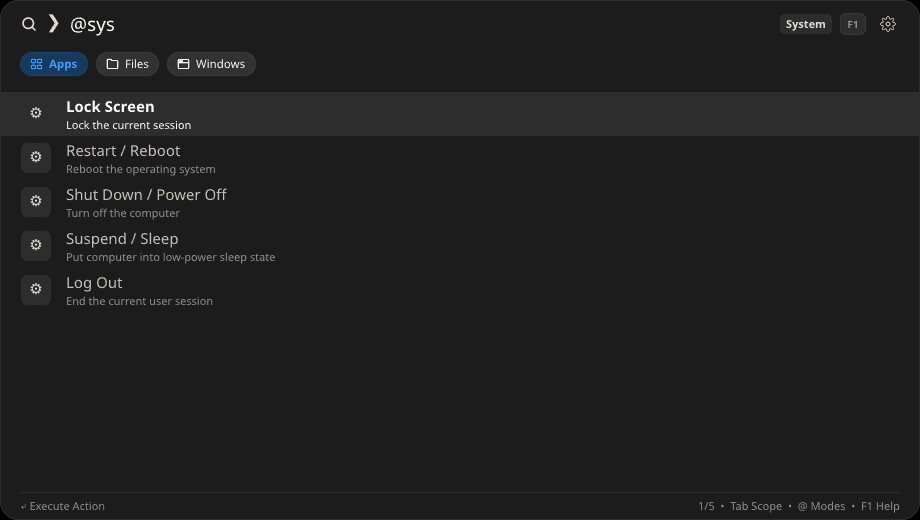 ❯ @sys System F1
Apps Files Windows
Lock Screen
Lock the current session
Restart / Reboot
Reboot the operating system
Shut Down / Power Off
Turn off the computer
Suspend / Sleep
Put computer into low-power sleep state
Log Out
End the current user session
↵ Execute Action 1/5 • Tab Scope • @ Modes • F1 Help